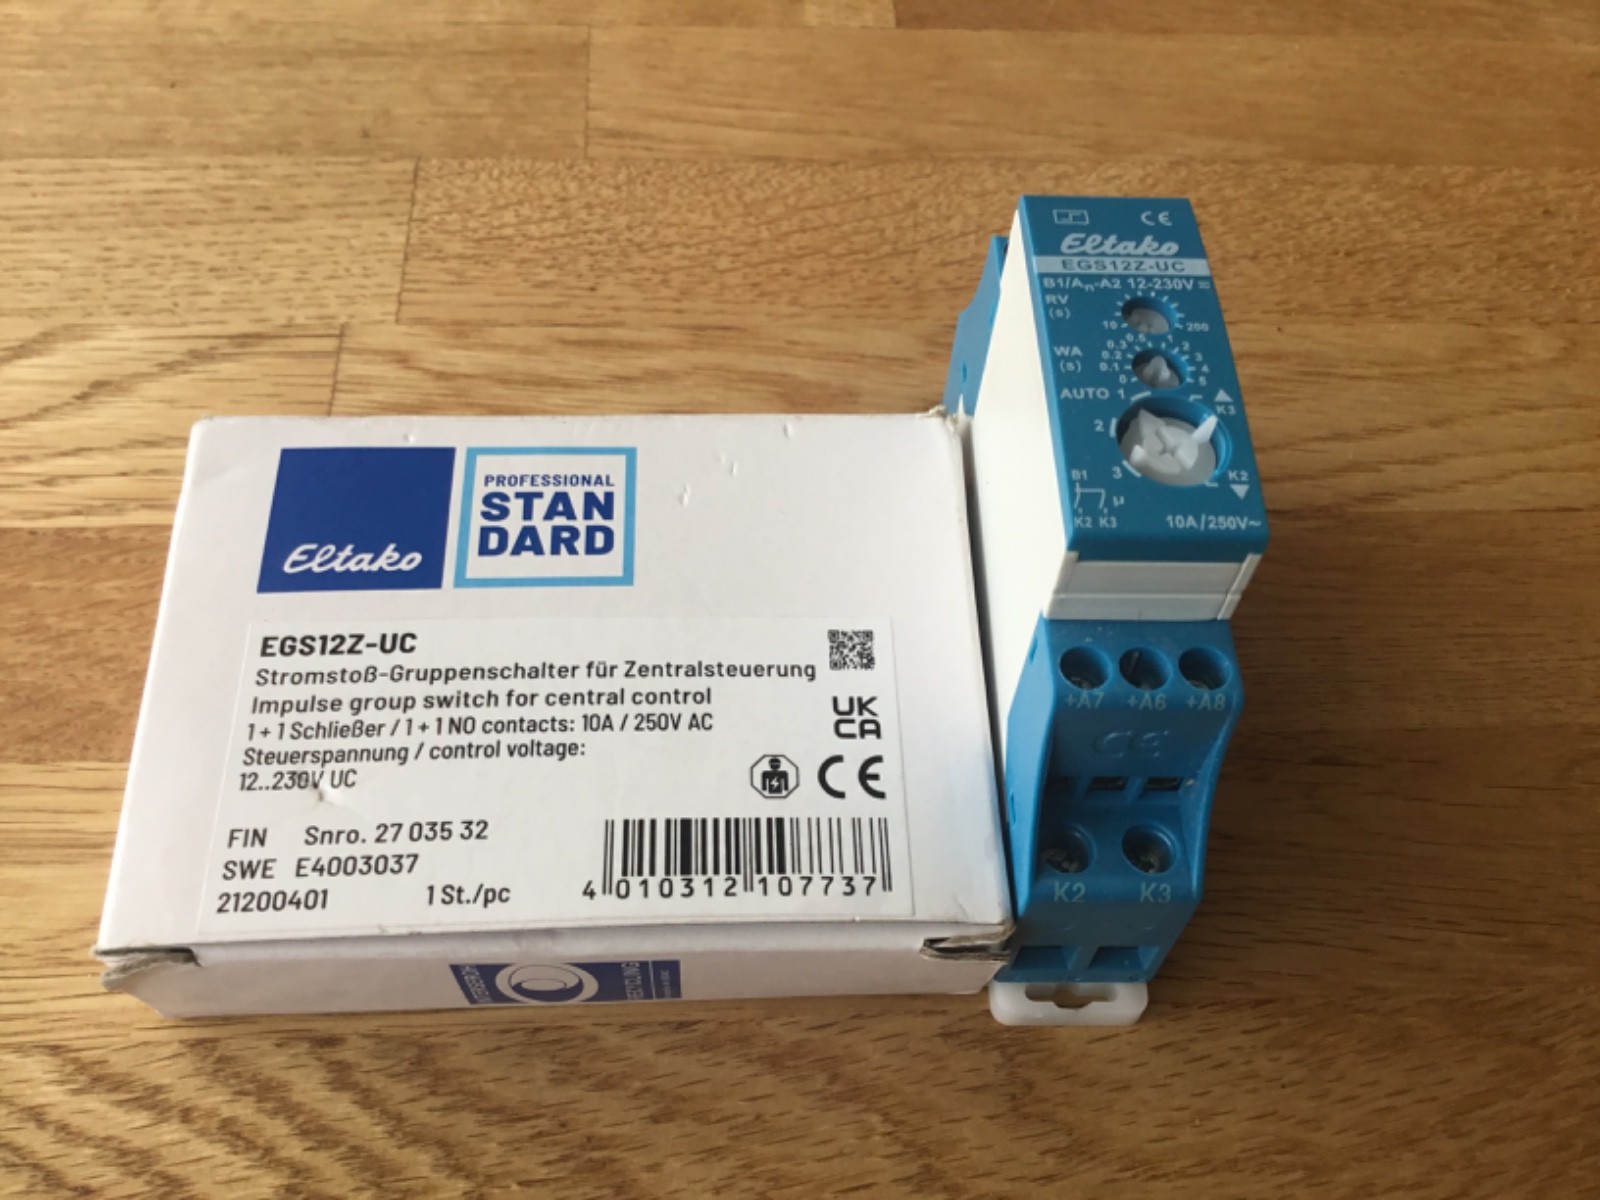 Eltako
PROFESSIONAL
STAN
DARD
EGS12Z-UC
Stromstoß-Gruppenschalter für Zentralsteuerung
Impulse group switch for central control
1 + 1 Schließer / 1 + 1 NO contacts: 10A / 250V AC
Steuerspannung / control voltage:
12..230V UC
UK
CA
CE
FIN Snro. 27 035 32
SWE E4003037
21200401 1 St./pc
4 010312 107737
CE
Eltako
EGS12Z-UC
B1/An-A2 12-230V
RV
(s)
10 200
WA
(s)
0 0.1 0.2 0.3 0.5 1 2 3 4 5
AUTO 1
2
3
K3
K2
B1
K2 K3
µ
10A/250V~
+A7 +A6 +A8
CE
K2 K3